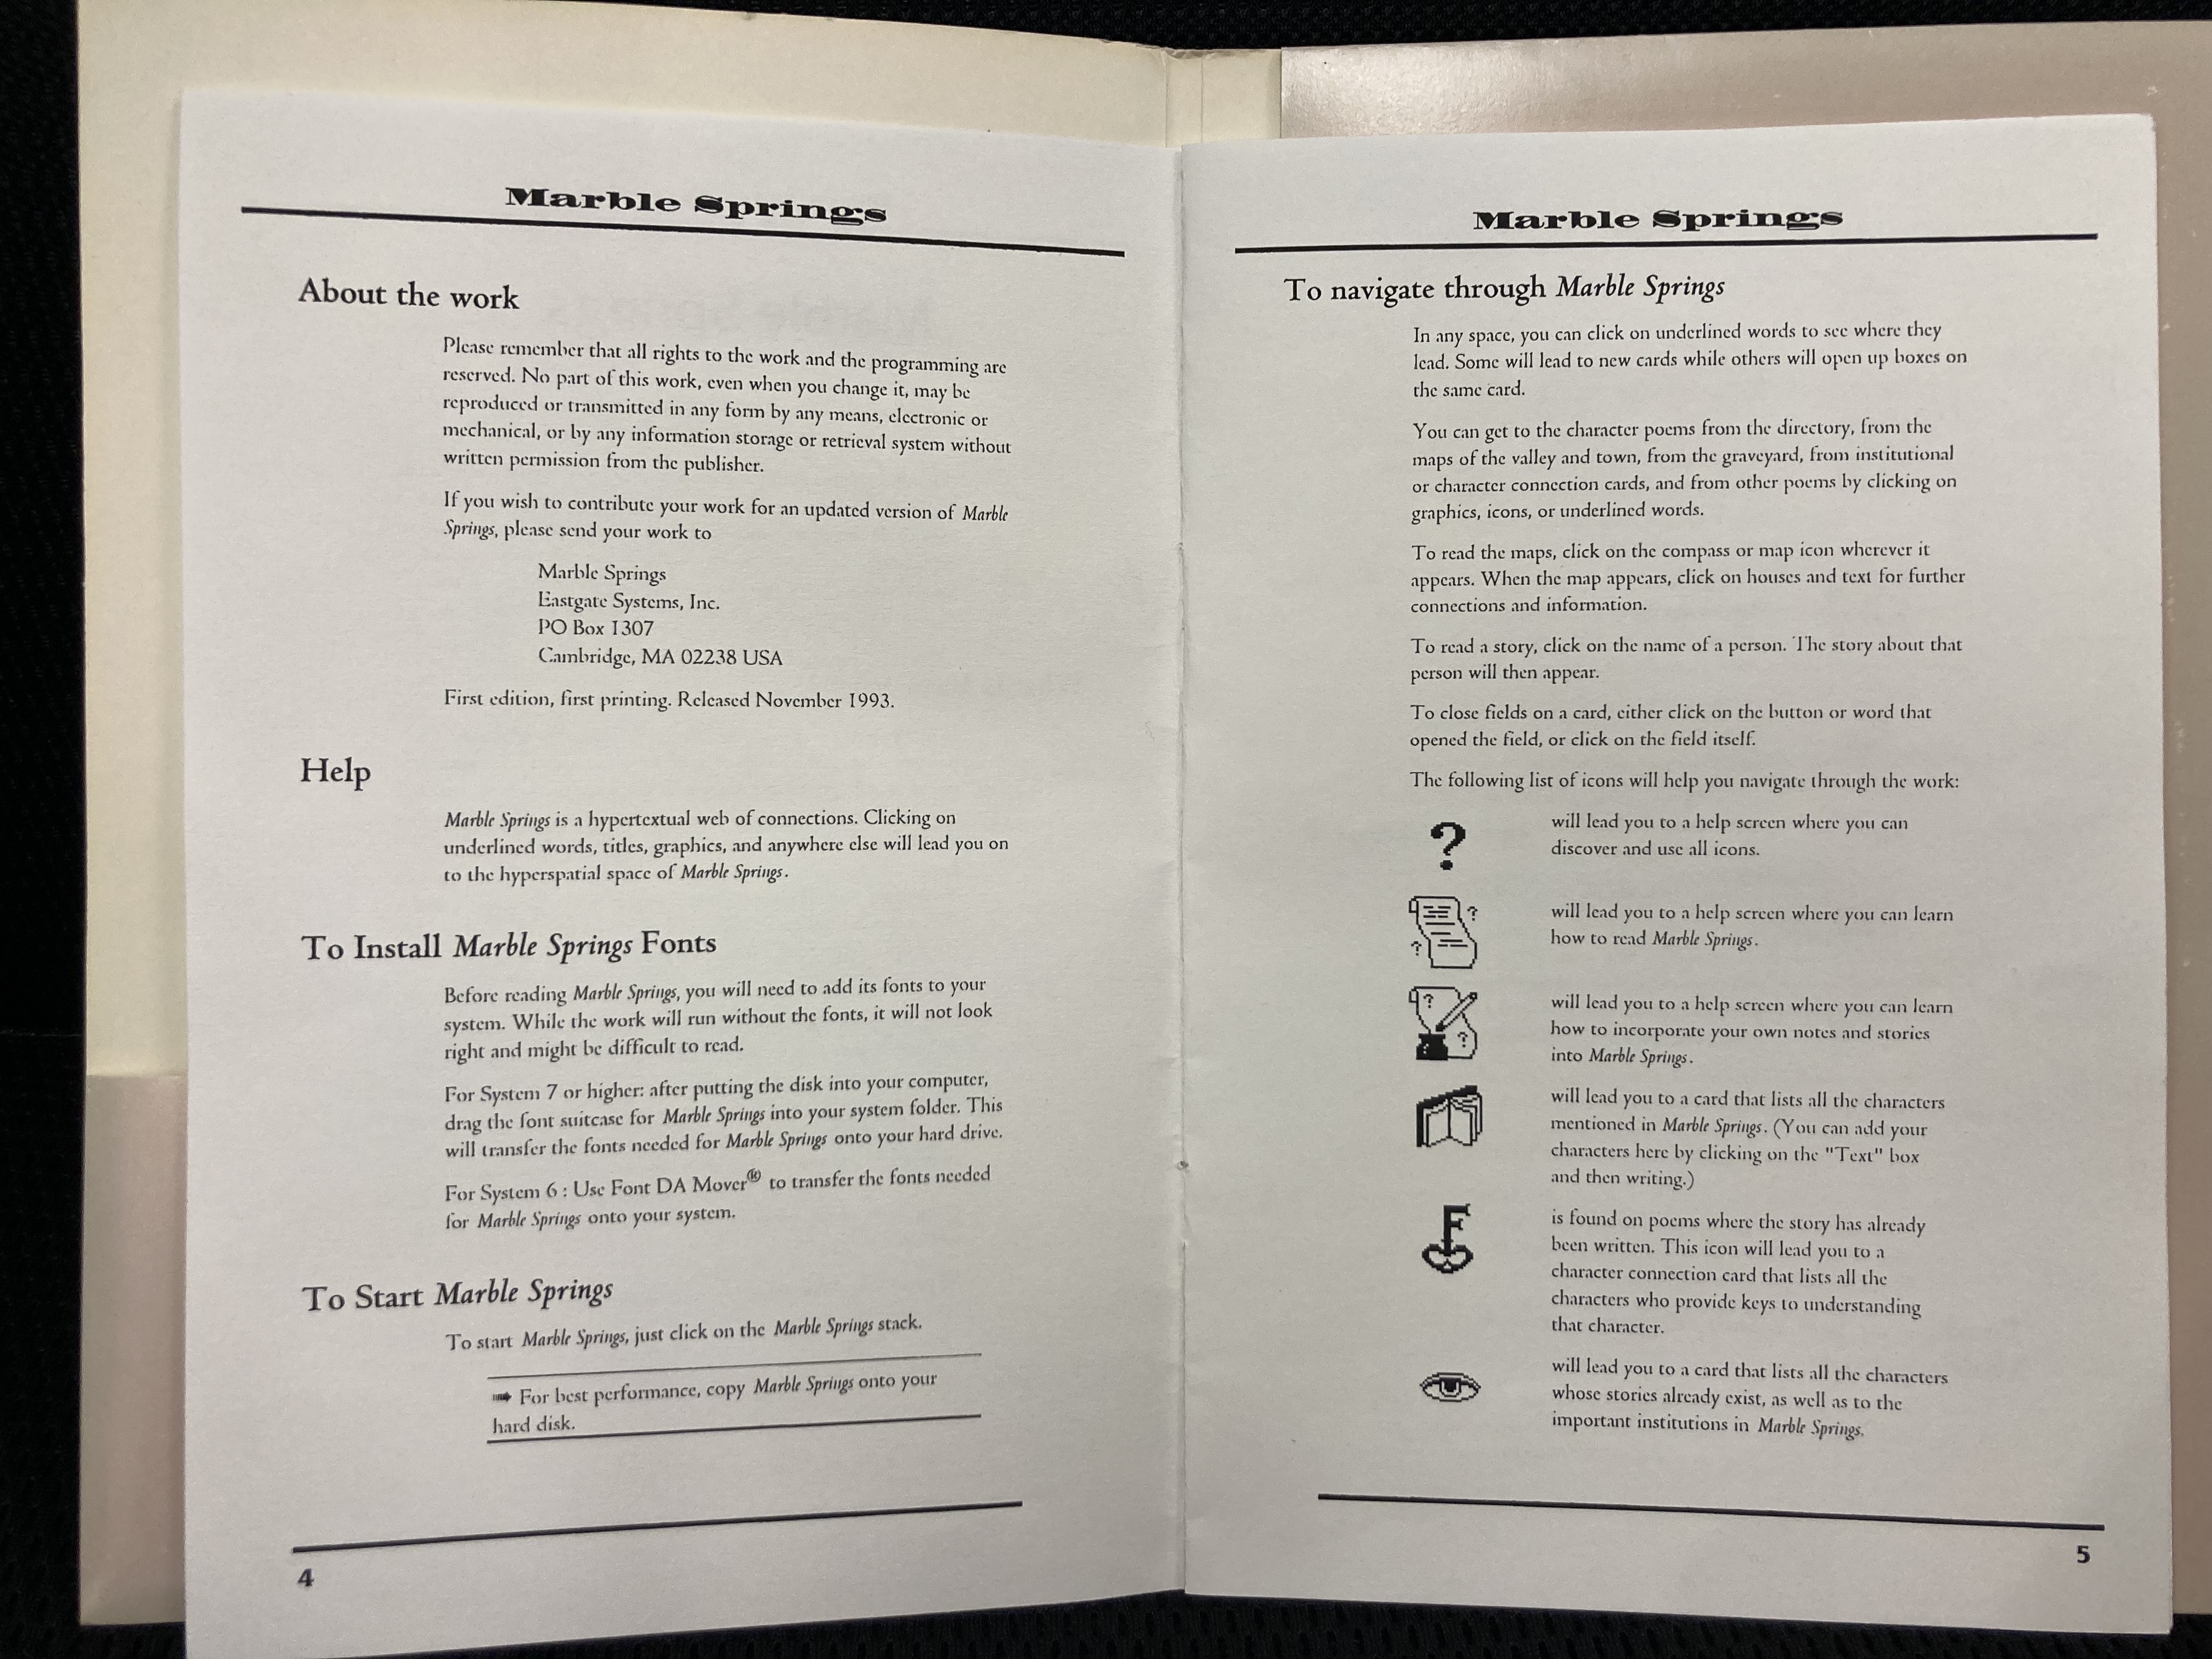 Marble Springs
About the work
Please remember that all rights to the work and the programming are
reserved. No part of this work, even when you change it, may be
reproduced or transmitted in any form by any means, electronic or
mechanical, or by any information storage or retrieval system without
written permission from the publisher.
If you wish to contribute your work for an updated version of Marble
Springs, please send your work to
Marble Springs
Eastgate Systems, Inc.
PO Box 1307
Cambridge, MA 02238 USA
First edition, first printing. Released November 1993.
Help
Marble Springs is a hypertextual web of connections. Clicking on
underlined words, titles, graphics, and anywhere else will lead you on
to the hyperspatial space of Marble Springs.
To Install Marble Springs Fonts
Before reading Marble Springs, you will need to add its fonts to your
system. While the work will run without the fonts, it will not look
right and might be difficult to read.
For System 7 or higher: after putting the disk into your computer,
drag the font suitcase for Marble Springs into your system folder. This
will transfer the fonts needed for Marble Springs onto your hard drive.
For System 6 : Use Font DA Mover® to transfer the fonts needed
for Marble Springs onto your system.
To Start Marble Springs
To start Marble Springs, just click on the Marble Springs stack.
➠ For best performance, copy Marble Springs onto your
hard disk.
4
Marble Springs
To navigate through Marble Springs
In any space, you can click on underlined words to see where they
lead. Some will lead to new cards while others will open up boxes on
the same card.
You can get to the character poems from the directory, from the
maps of the valley and town, from the graveyard, from institutional
or character connection cards, and from other poems by clicking on
graphics, icons, or underlined words.
To read the maps, click on the compass or map icon wherever it
appears. When the map appears, click on houses and text for further
connections and information.
To read a story, click on the name of a person. The story about that
person will then appear.
To close fields on a card, either click on the button or word that
opened the field, or click on the field itself.
The following list of icons will help you navigate through the work:
? will lead you to a help screen where you can
discover and use all icons.
will lead you to a help screen where you can learn
how to read Marble Springs.
will lead you to a help screen where you can learn
how to incorporate your own notes and stories
into Marble Springs.
will lead you to a card that lists all the characters
mentioned in Marble Springs. (You can add your
characters here by clicking on the "Text" box
and then writing.)
is found on poems where the story has already
been written. This icon will lead you to a
character connection card that lists all the
characters who provide keys to understanding
that character.
will lead you to a card that lists all the characters
whose stories already exist, as well as to the
important institutions in Marble Springs.
5